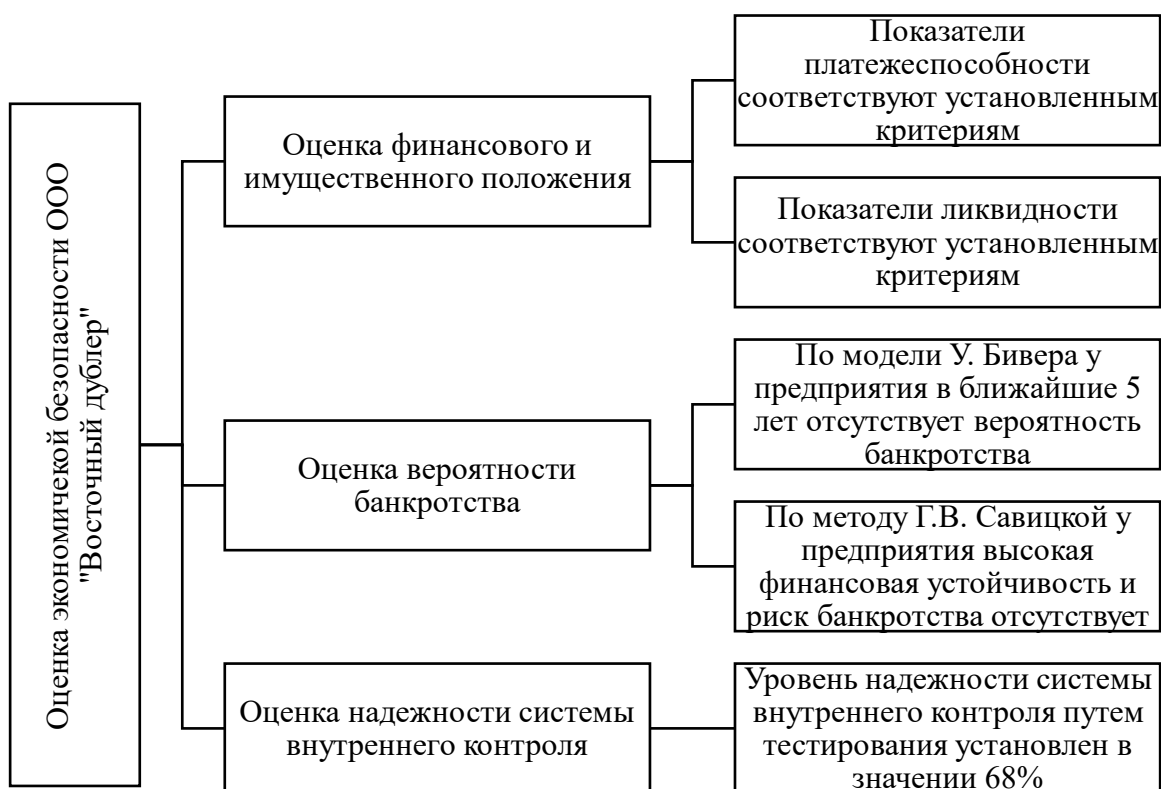 Оценка экономичекой безопасности ООО
"Восточный дублер"
Оценка финансового и
имущественного положения
Показатели
платежеспособности
соответствуют установленным
критериям
Показатели ликвидности
соответствуют установленным
критериям
Оценка вероятности
банкротства
По модели У. Бивера у
предприятия в ближайшие 5
лет отсутствует вероятность
банкротства
По методу Г.В. Савицкой у
предприятия высокая
финансовая устойчивость и
риск банкротства отсутствует
Оценка надежности системы
внутреннего контроля
Уровень надежности системы
внутреннего контроля путем
тестирования установлен в
значении 68%